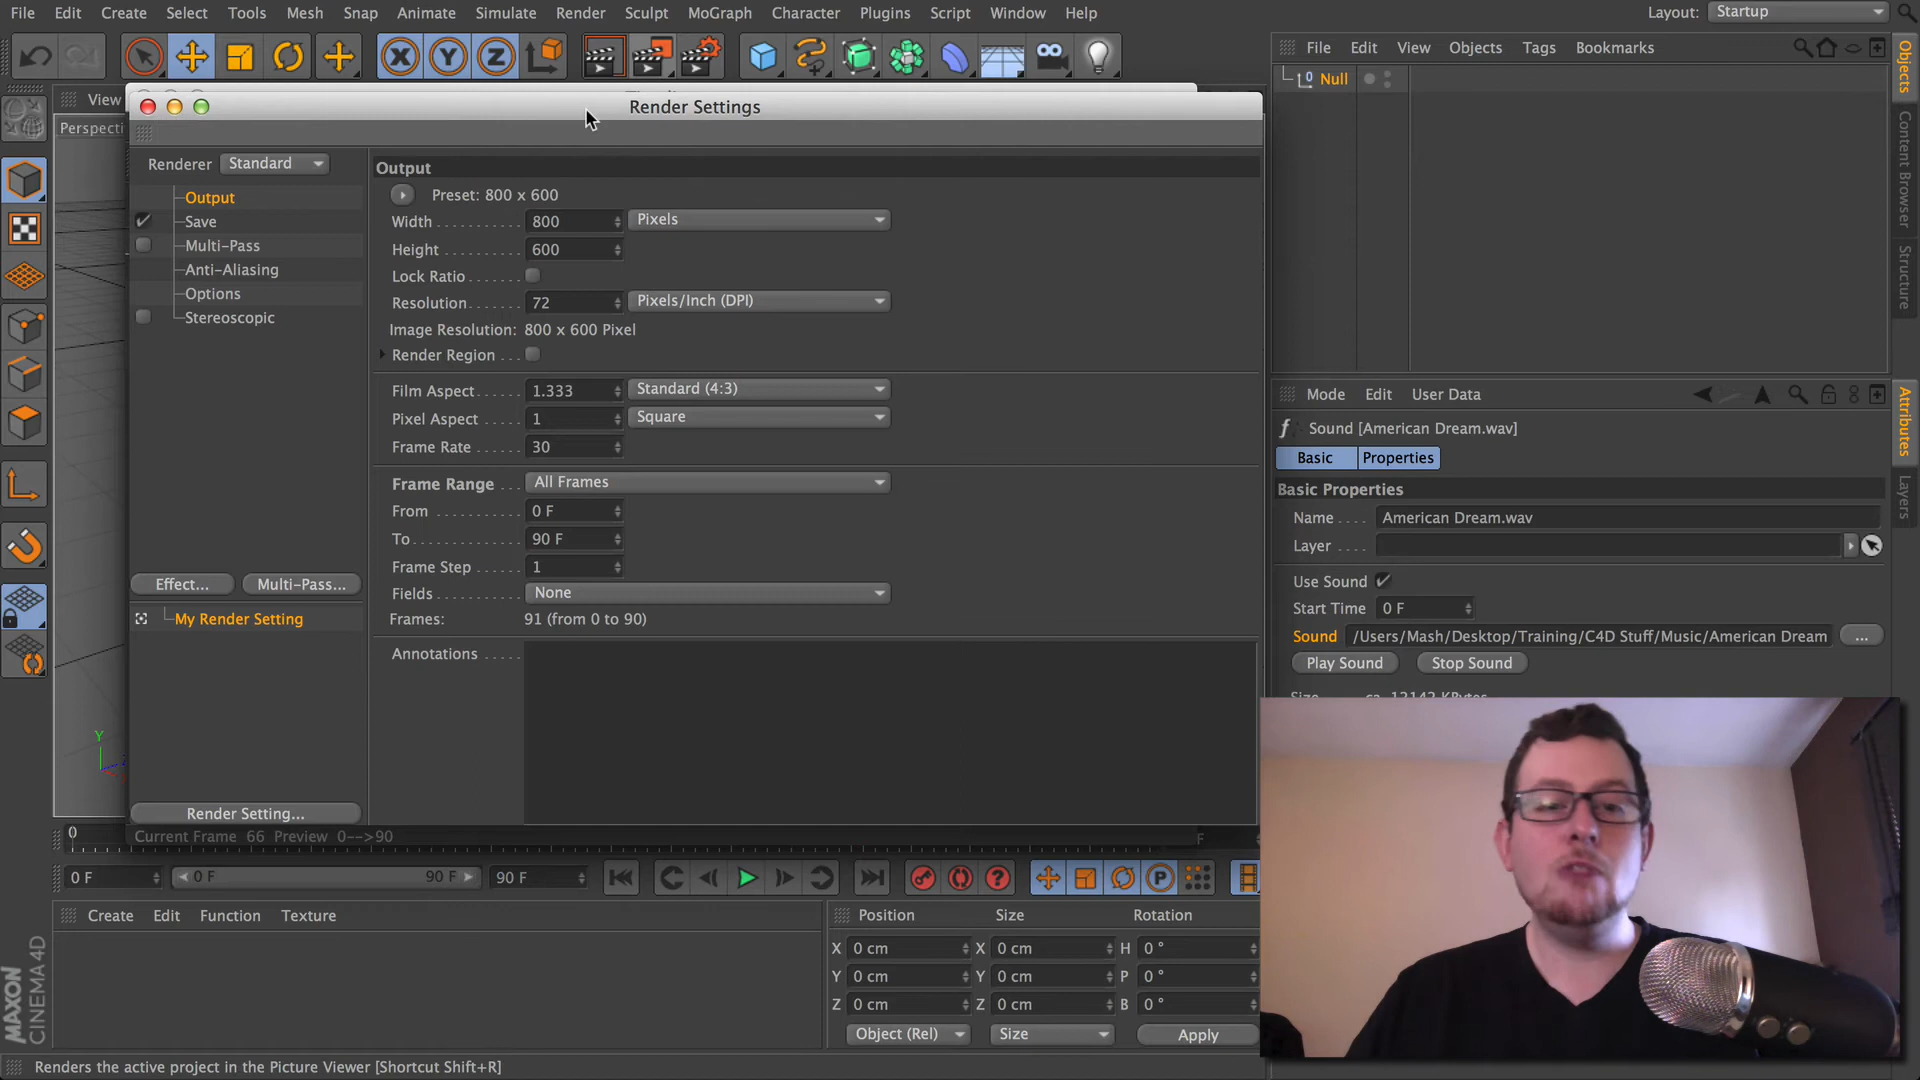 File Edit Create Select Tools Mesh Snap Animate Simulate Render Sculpt MoGraph Character Plugins Script Window Help
Layout: Startup
X Y Z
File Edit View Objects Tags Bookmarks
0 Null
View
Render Settings
Perspecti
Renderer Standard
Output
Save
Multi-Pass
Anti-Aliasing
Options
Stereoscopic
Effect... Multi-Pass...
My Render Setting
Render Setting...
Output
Preset: 800 x 600
Width 800 Pixels
Height 600
Lock Ratio
Resolution 72 Pixels/Inch (DPI)
Image Resolution: 800 x 600 Pixel
Render Region
Film Aspect 1.333 Standard (4:3)
Pixel Aspect 1 Square
Frame Rate 30
Frame Range All Frames
From 0 F
To 90 F
Frame Step 1
Fields None
Frames: 91 (from 0 to 90)
Annotations
Mode Edit User Data
Sound [American Dream.wav]
Basic Properties
Basic Properties
Name American Dream.wav
Layer
Use Sound
Start Time 0 F
Sound /Users/Mash/Desktop/Training/C4D Stuff/Music/American Dream ...
Play Sound Stop Sound
Objects
Content Browser
Structure
Attributes
Layers
Y
0
F
Current Frame 66 Preview 0-->90
0 F 0 F 90 F 90 F
P
Create Edit Function Texture
Position Size Rotation
X 0 cm X 0 cm H 0 °
Y 0 cm Y 0 cm P 0 °
Z 0 cm Z 0 cm B 0 °
Object (Rel) Size Apply
MAXON
CINEMA 4D
Renders the active project in the Picture Viewer [Shortcut Shift+R]